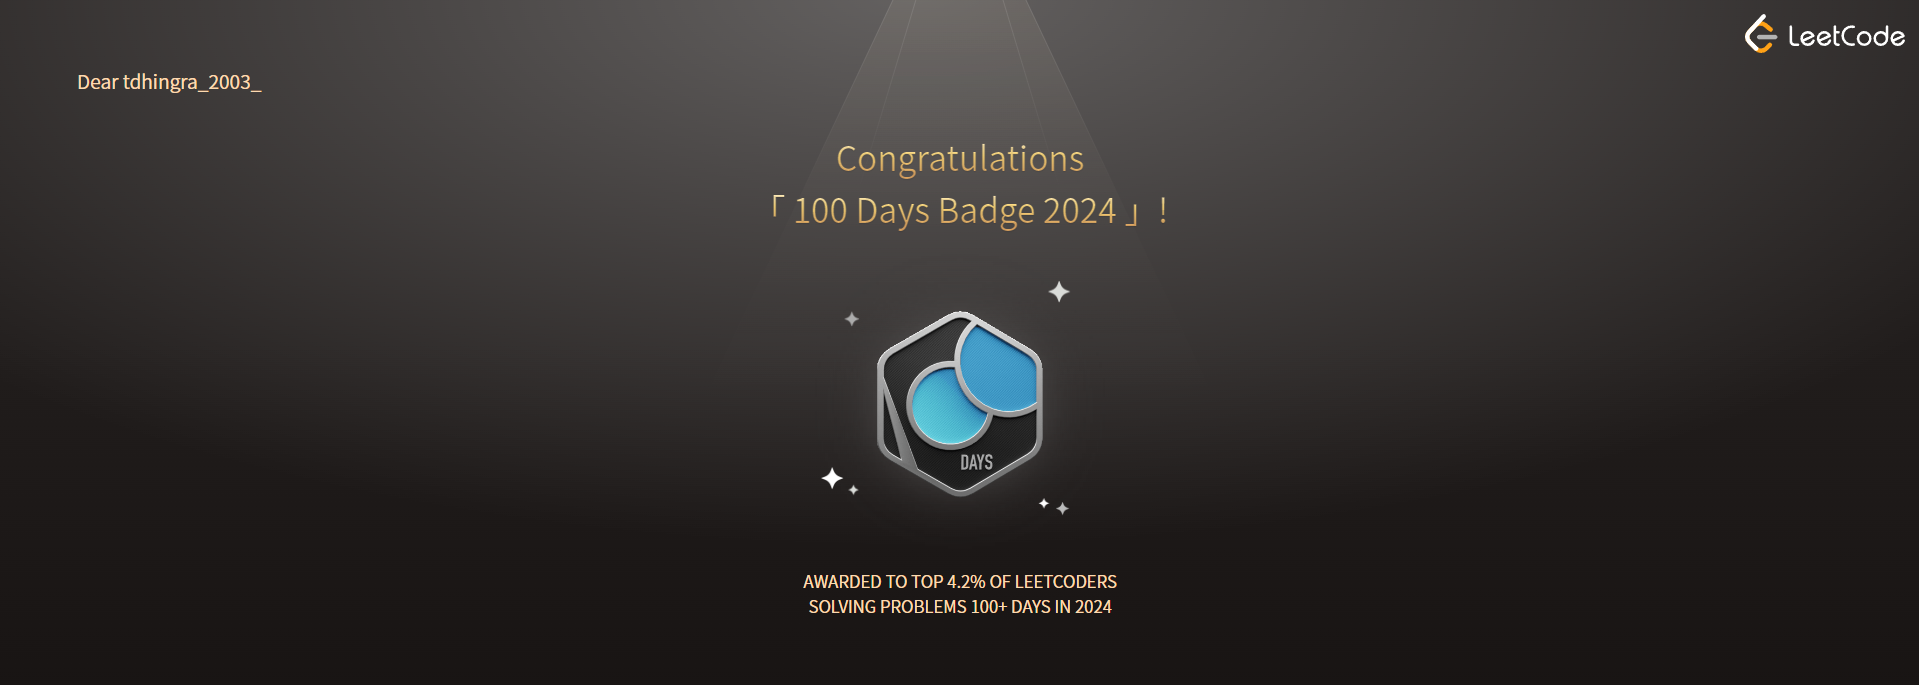 LeetCode
Dear tdhingra_2003_
Congratulations
「 100 Days Badge 2024 」!
DAYS
AWARDED TO TOP 4.2% OF LEETCODERS
SOLVING PROBLEMS 100+ DAYS IN 2024